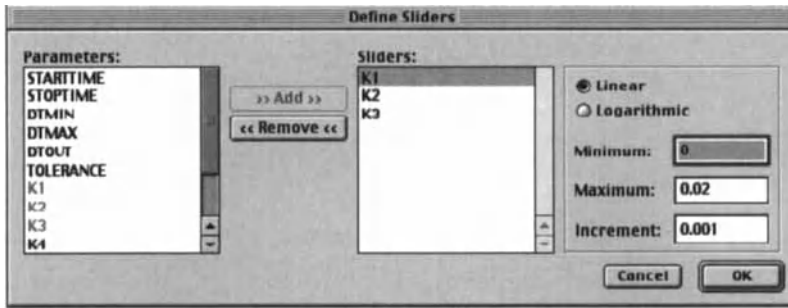 Define Sliders
Parameters:
STARTTIME
STOPTIME
DTMIN
DTMAX
DTOUT
TOLERANCE
K1
K2
K3
K4
>> Add >>
<< Remove <<
Sliders:
K1
K2
K3
Linear
Logarithmic
Minimum: 0
Maximum: 0.02
Increment: 0.001
Cancel
OK